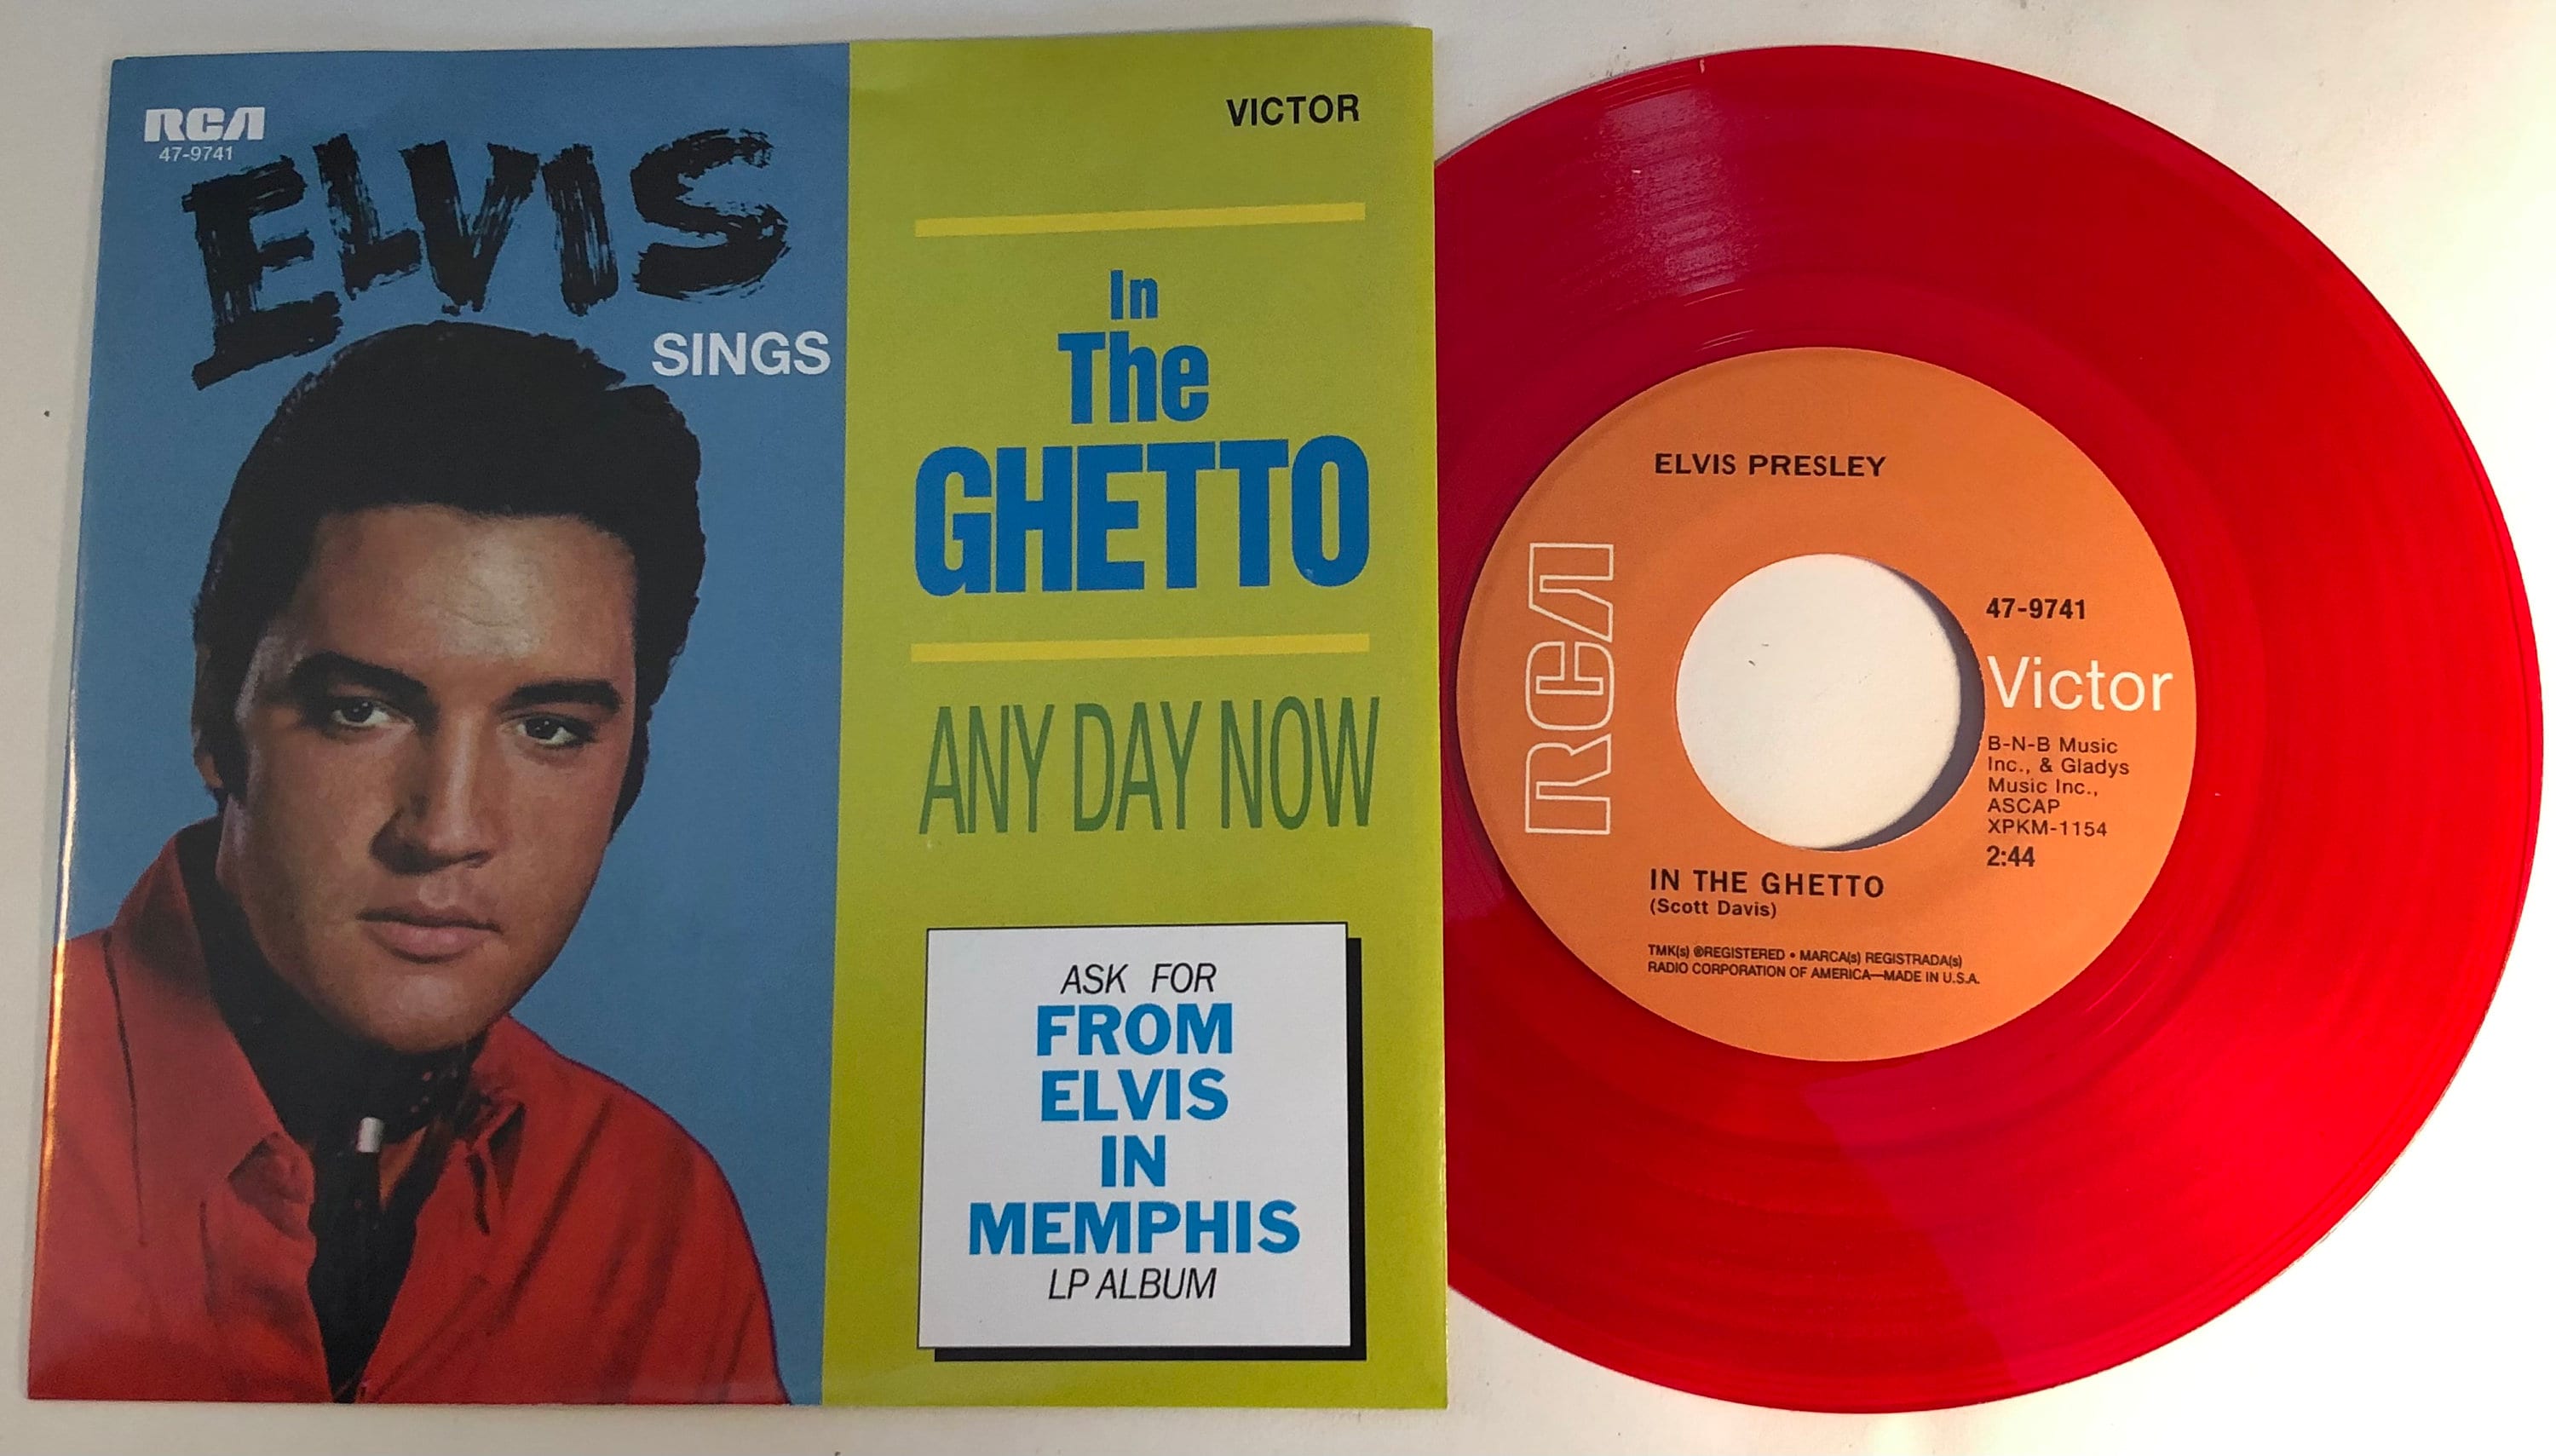 RCA
47-9741
ELVIS
SINGS
VICTOR
In
The
GHETTO
ANY DAY NOW
ASK FOR
FROM
ELVIS
IN
MEMPHIS
LP ALBUM
ELVIS PRESLEY
RCA
47-9741
Victor
B-N-B Music
Inc., & Gladys
Music Inc.,
ASCAP
XPKM-1154
2:44
IN THE GHETTO
(Scott Davis)
TMK(s) ®REGISTERED • MARCA(s) REGISTRADA(s)
RADIO CORPORATION OF AMERICA—MADE IN U.S.A.